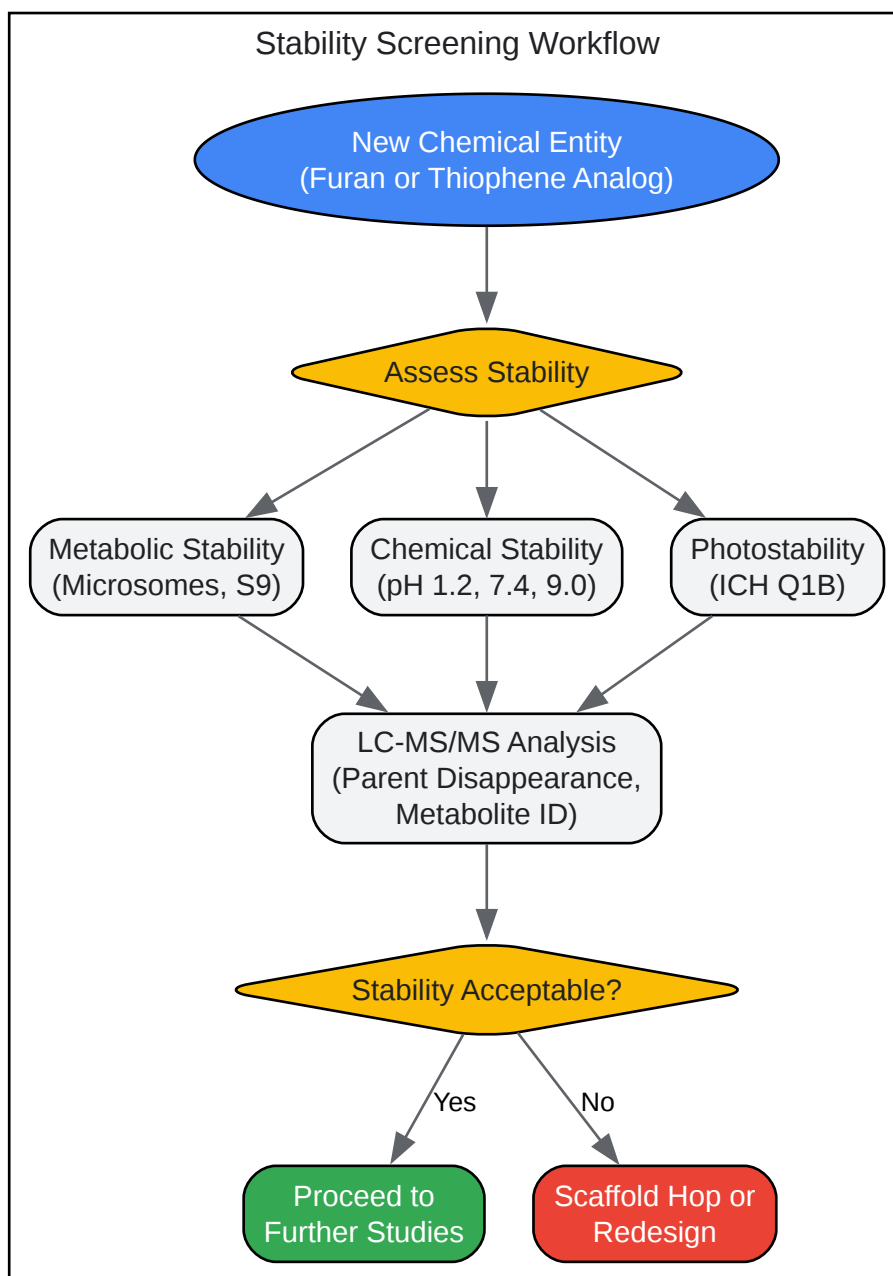 Stability Screening Workflow
New Chemical Entity
(Furan or Thiophene Analog)
Assess Stability
Metabolic Stability
(Microsomes, S9)
Chemical Stability
(pH 1.2, 7.4, 9.0)
Photostability
(ICH Q1B)
LC-MS/MS Analysis
(Parent Disappearance,
Metabolite ID)
Stability Acceptable?
Yes
No
Proceed to
Further Studies
Scaffold Hop or
Redesign